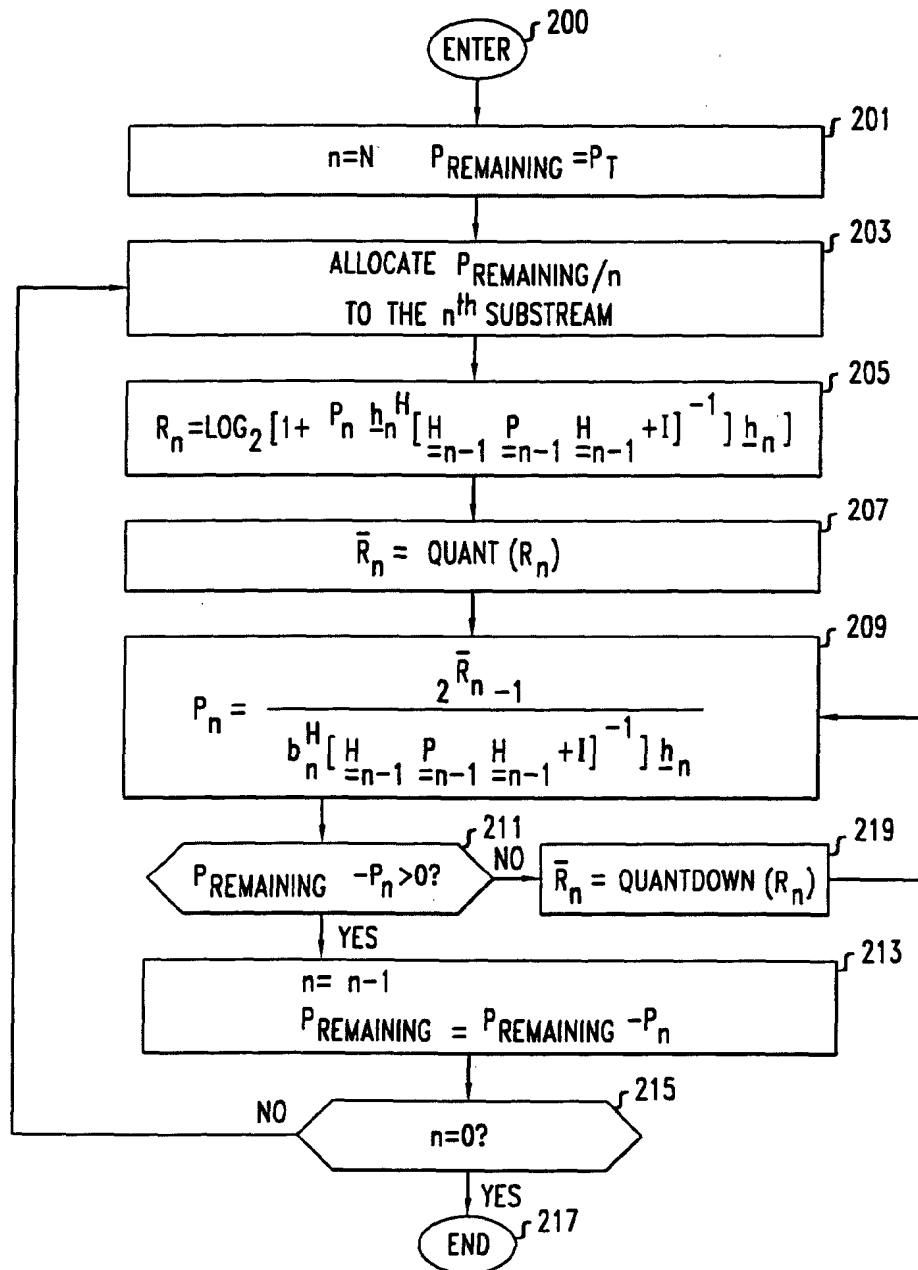 200
ENTER
201
n=N P_REMAINING =P_T
203
ALLOCATE P_REMAINING/n
TO THE n^th SUBSTREAM
205
R_n=LOG_2[1+ P_n h_n^H[H_n-1 P_n-1 H_n-1 +I]^-1] h_n]
207
R̄_n = QUANT (R_n)
209
P_n = 2^R̄_n -1 / b_n^H[H_n-1 P_n-1 H_n-1 +I]^-1] h_n
211
P_REMAINING -P_n>0?
NO
219
R̄_n = QUANTDOWN (R_n)
YES
213
n= n-1
P_REMAINING = P_REMAINING -P_n
215
NO
n=0?
YES
217
END